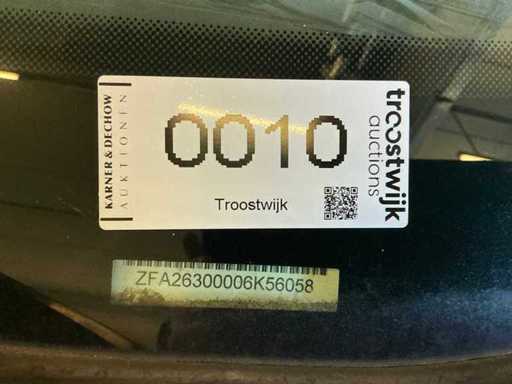 KARNER & DECHOW
AUKTIONEN
0010
Troostwijk
troostwijk
auctions
ZFA26300006K56058